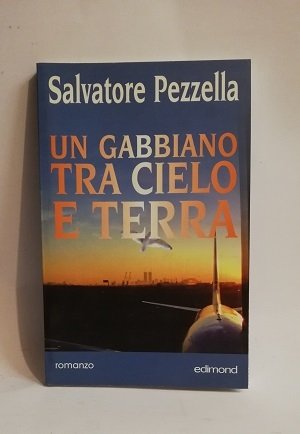 Salvatore Pezzella
UN GABBIANO
TRA CIELO
E TERRA
romanzo edimond